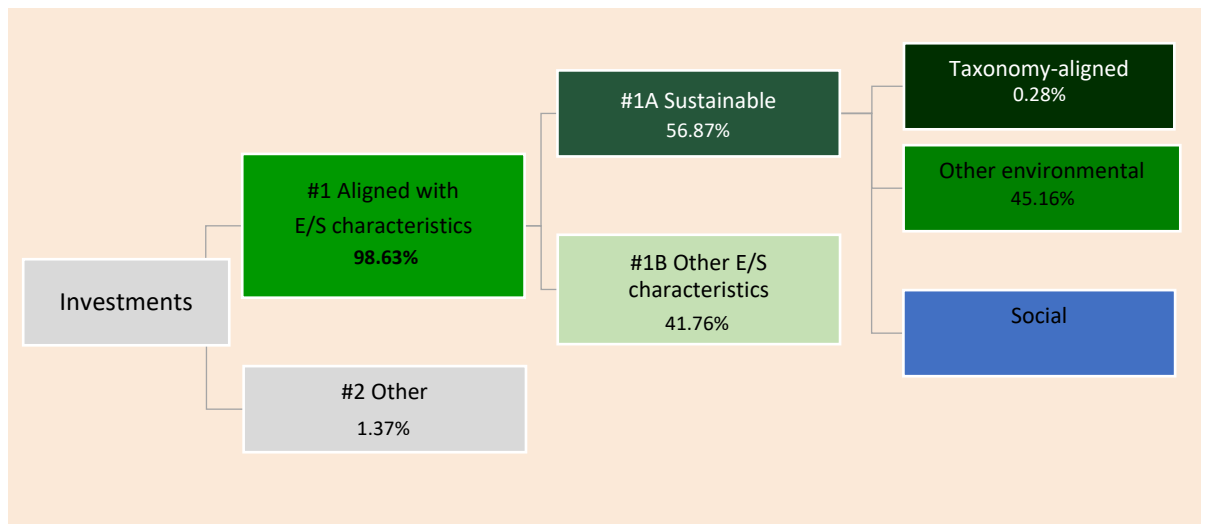 Investments
#1 Aligned with
E/S characteristics
98.63%
#2 Other
1.37%
#1A Sustainable
56.87%
#1B Other E/S
characteristics
41.76%
Taxonomy-aligned
0.28%
Other environmental
45.16%
Social